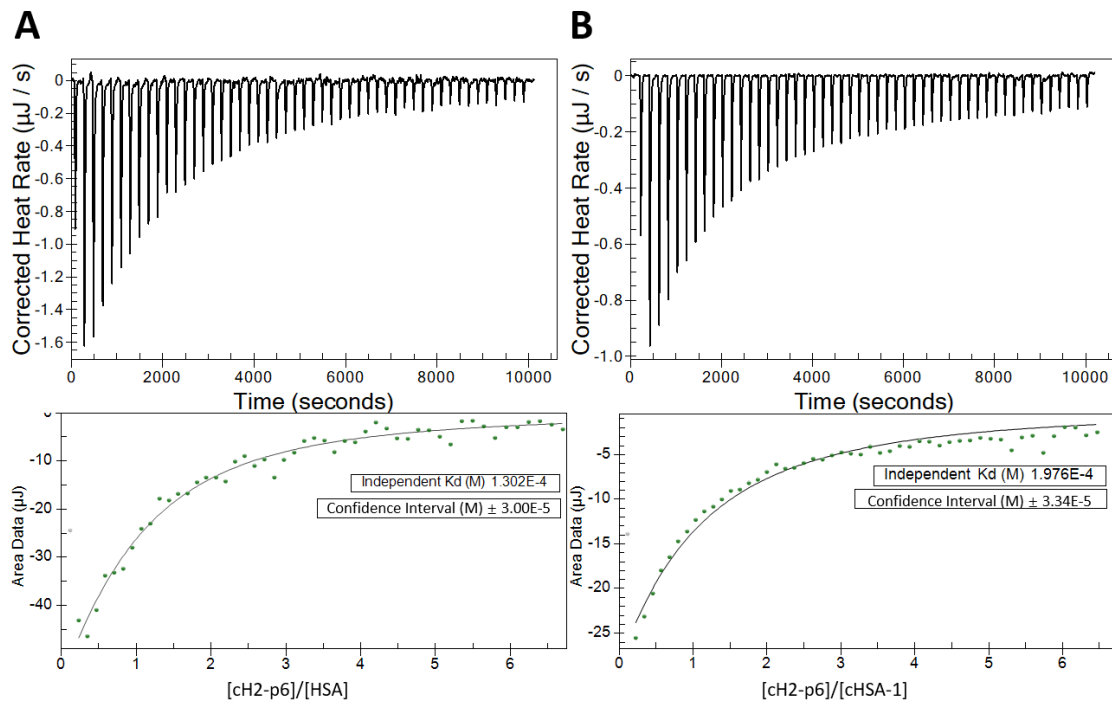 A
Corrected Heat Rate (µJ / s)
0
-0.2
-0.4
-0.6
-0.8
-1.0
-1.2
-1.4
-1.6
0 2000 4000 6000 8000 10000
Time (seconds)
Area Data (µJ)
0
-10
-20
-30
-40
Independent Kd (M) 1.302E-4
Confidence Interval (M) ± 3.00E-5
0 1 2 3 4 5 6
[cH2-p6]/[HSA]
B
Corrected Heat Rate (µJ / s)
0
-0.2
-0.4
-0.6
-0.8
-1.0
0 2000 4000 6000 8000 10000
Time (seconds)
Area Data (µJ)
-5
-10
-15
-20
-25
Independent Kd (M) 1.976E-4
Confidence Interval (M) ± 3.34E-5
0 1 2 3 4 5 6
[cH2-p6]/[cHSA-1]